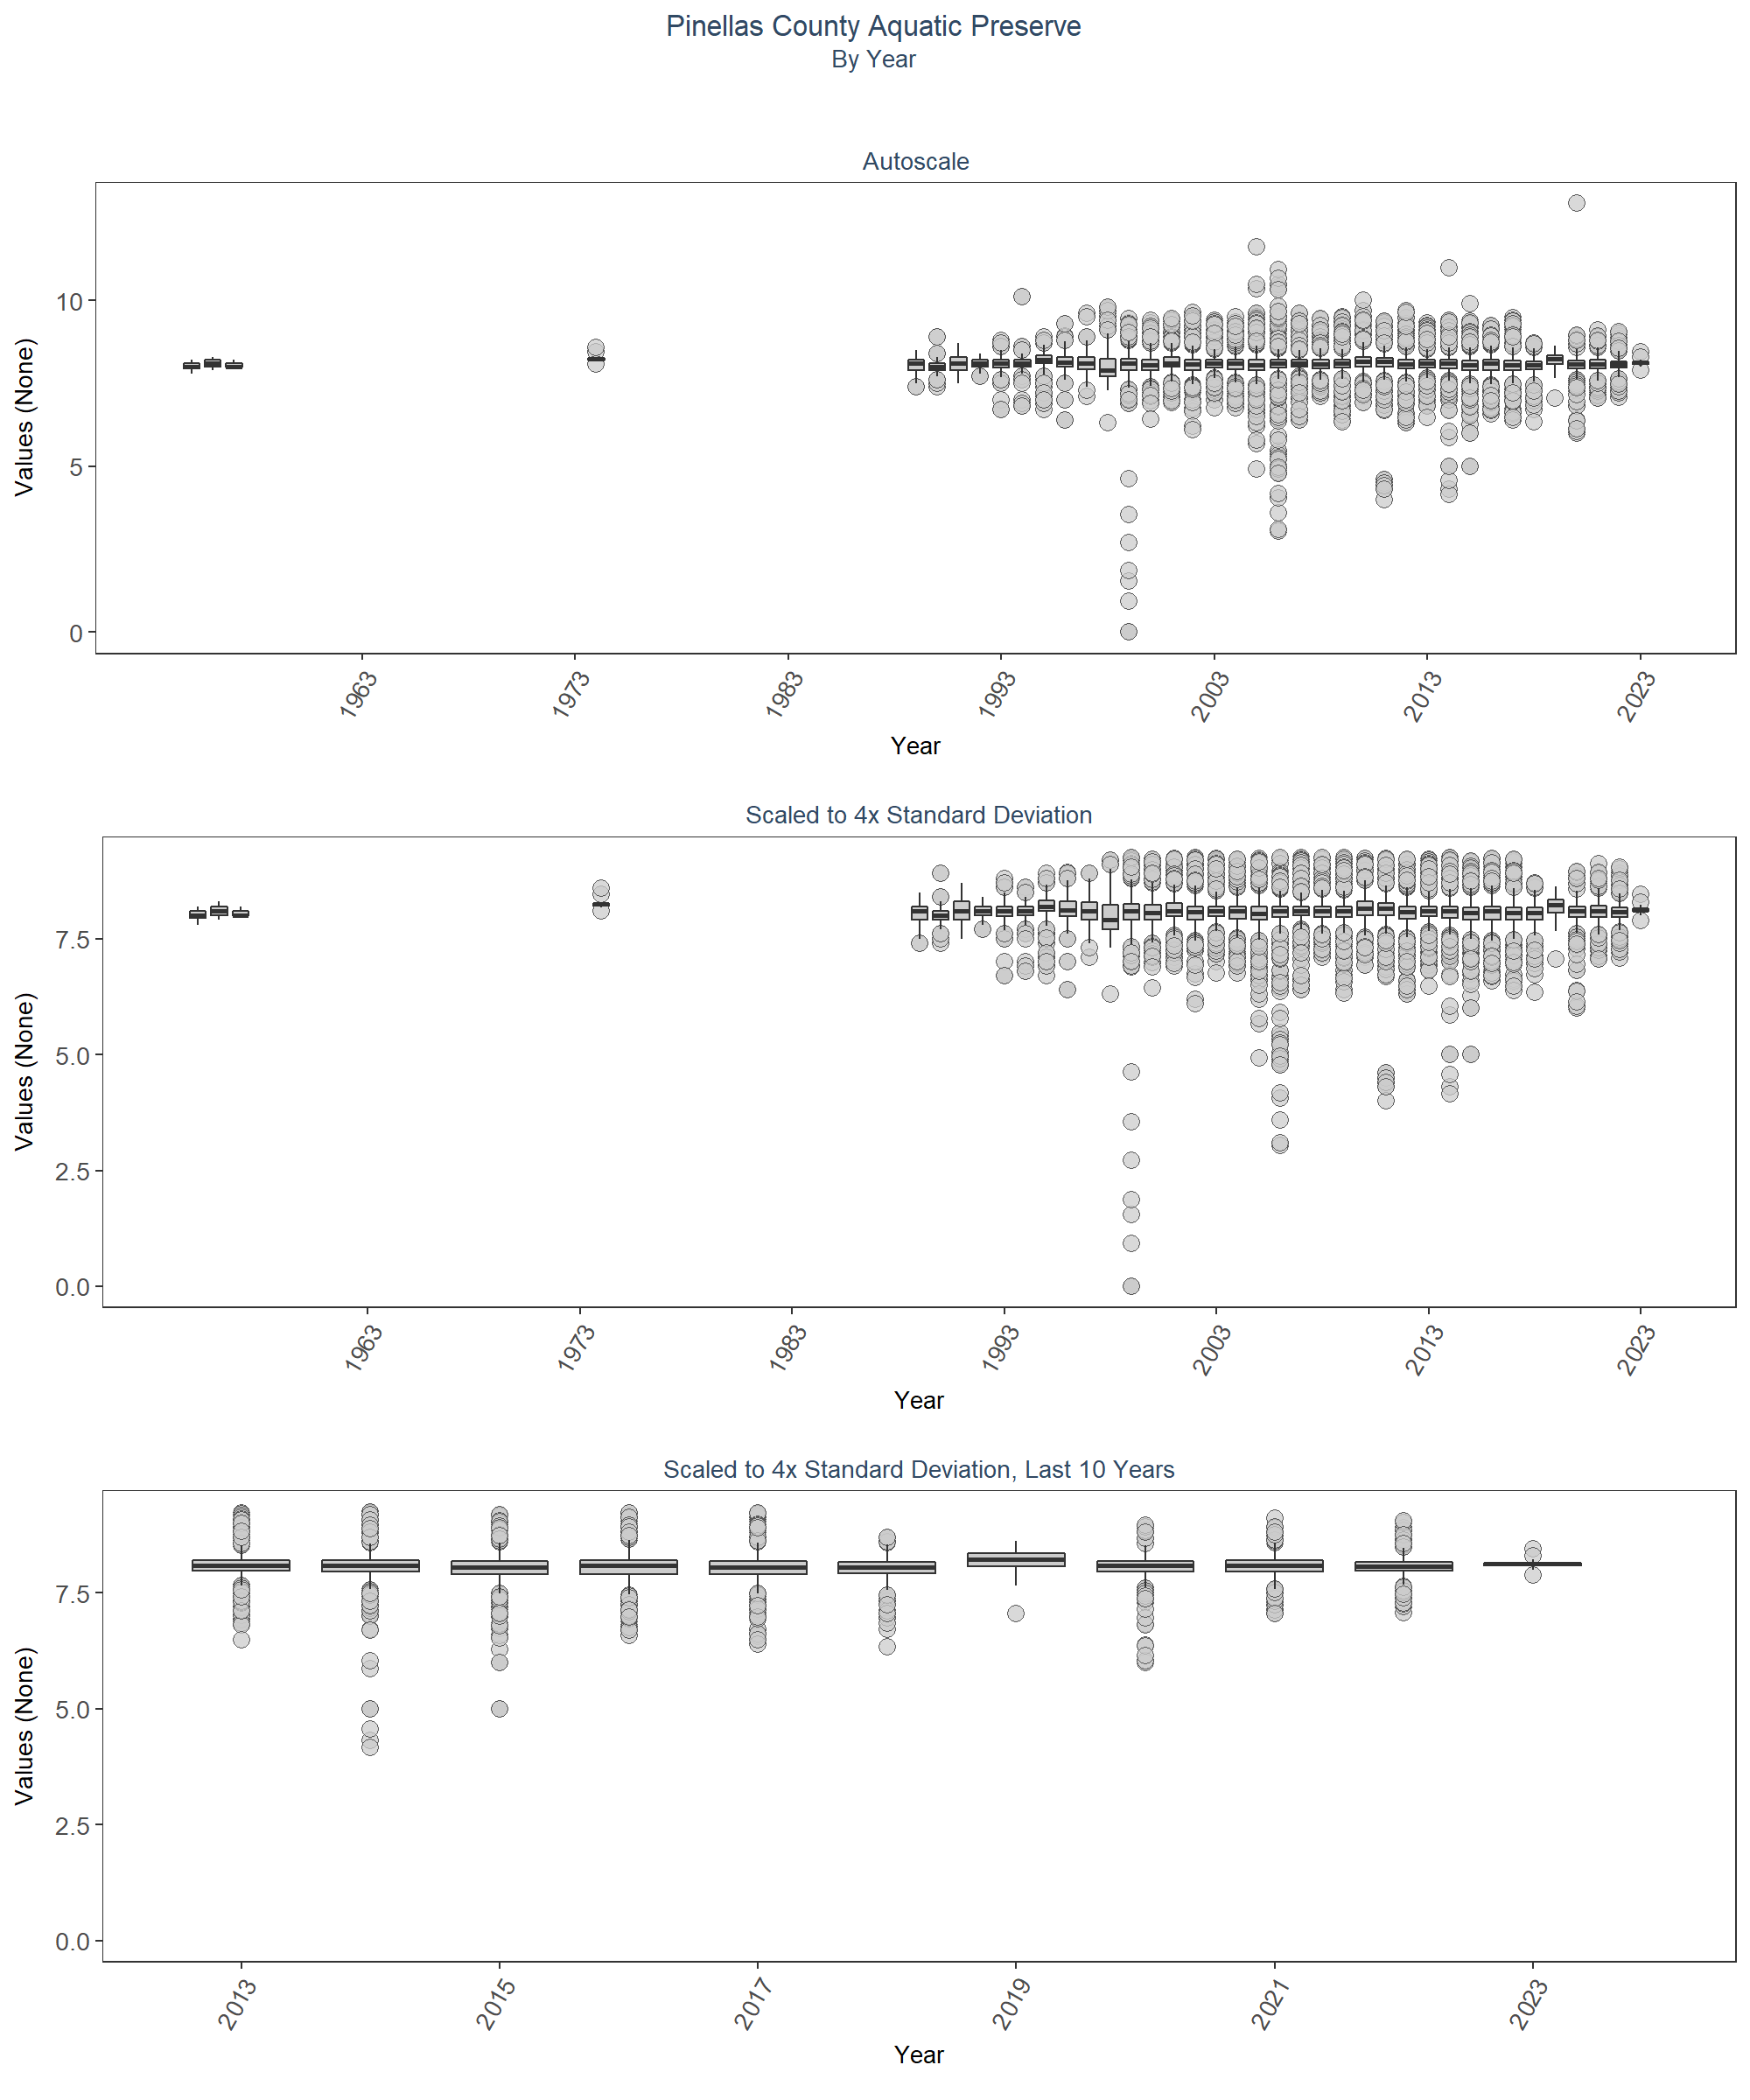 Pinellas County Aquatic Preserve
By Year
Autoscale
Values (None)
10
5
0
1963 1973 1983 1993 2003 2013 2023
Year
Scaled to 4x Standard Deviation
Values (None)
7.5
5.0
2.5
0.0
1963 1973 1983 1993 2003 2013 2023
Year
Scaled to 4x Standard Deviation, Last 10 Years
Values (None)
7.5
5.0
2.5
0.0
2013 2015 2017 2019 2021 2023
Year